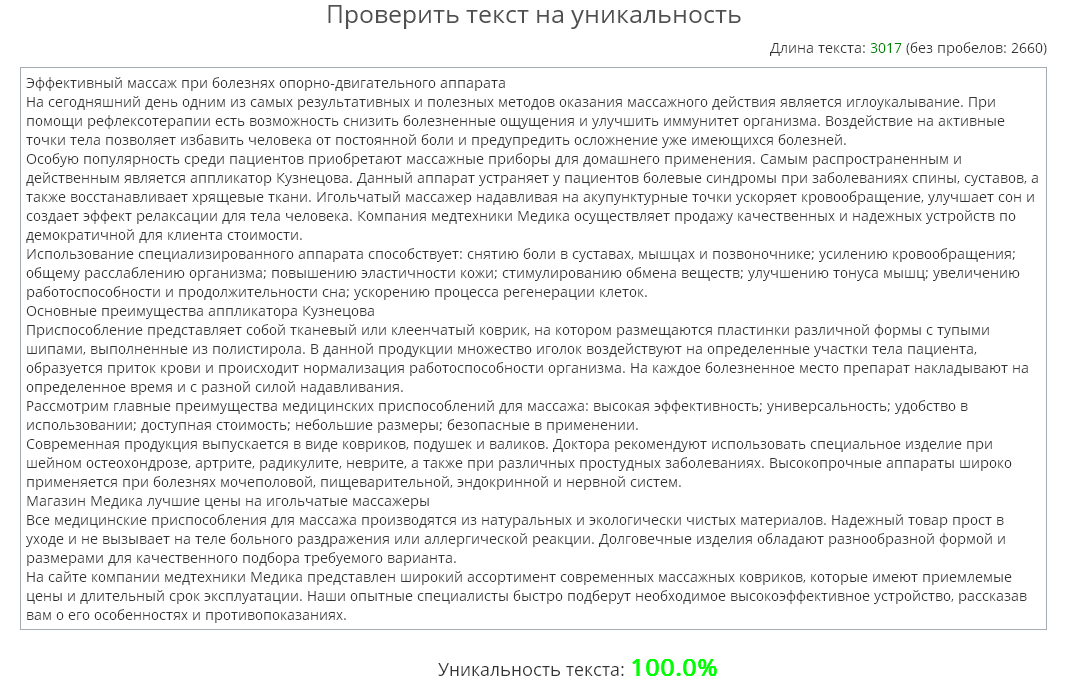 Проверить текст на уникальность
Длина текста: 3017 (без пробелов: 2660)
Эффективный массаж при болезнях опорно-двигательного аппарата
На сегодняшний день одним из самых результативных и полезных методов оказания массажного действия является иглоукалывание. При
помощи рефлексотерапии есть возможность снизить болезненные ощущения и улучшить иммунитет организма. Воздействие на активные
точки тела позволяет избавить человека от постоянной боли и предупредить осложнение уже имеющихся болезней.
Особую популярность среди пациентов приобретают массажные приборы для домашнего применения. Самым распространенным и
действенным является аппликатор Кузнецова. Данный аппарат устраняет у пациентов болевые синдромы при заболеваниях спины, суставов, а
также восстанавливает хрящевые ткани. Игольчатый массажер надавливая на акупунктурные точки ускоряет кровообращение, улучшает сон и
создает эффект релаксации для тела человека. Компания медтехники Медика осуществляет продажу качественных и надежных устройств по
демократичной для клиента стоимости.
Использование специализированного аппарата способствует: снятию боли в суставах, мышцах и позвоночнике; усилению кровообращения;
общему расслаблению организма; повышению эластичности кожи; стимулированию обмена веществ; улучшению тонуса мышц; увеличению
работоспособности и продолжительности сна; ускорению процесса регенерации клеток.
Основные преимущества аппликатора Кузнецова
Приспособление представляет собой тканевый или клеенчатый коврик, на котором размещаются пластинки различной формы с тупыми
шипами, выполненные из полистирола. В данной продукции множество иголок воздействуют на определенные участки тела пациента,
образуется приток крови и происходит нормализация работоспособности организма. На каждое болезненное место препарат накладывают на
определенное время и с разной силой надавливания.
Рассмотрим главные преимущества медицинских приспособлений для массажа: высокая эффективность; универсальность; удобство в
использовании; доступная стоимость; небольшие размеры; безопасные в применении.
Современная продукция выпускается в виде ковриков, подушек и валиков. Доктора рекомендуют использовать специальное изделие при
шейном остеохондрозе, артрите, радикулите, неврите, а также при различных простудных заболеваниях. Высокопрочные аппараты широко
применяется при болезнях мочеполовой, пищеварительной, эндокринной и нервной систем.
Магазин Медика лучшие цены на игольчатые массажеры
Все медицинские приспособления для массажа производятся из натуральных и экологически чистых материалов. Надежный товар прост в
уходе и не вызывает на теле больного раздражения или аллергической реакции. Долговечные изделия обладают разнообразной формой и
размерами для качественного подбора требуемого варианта.
На сайте компании медтехники Медика представлен широкий ассортимент современных массажных ковриков, которые имеют приемлемые
цены и длительный срок эксплуатации. Наши опытные специалисты быстро подберут необходимое высокоэффективное устройство, рассказав
вам о его особенностях и противопоказаниях.
Уникальность текста: 100.0%